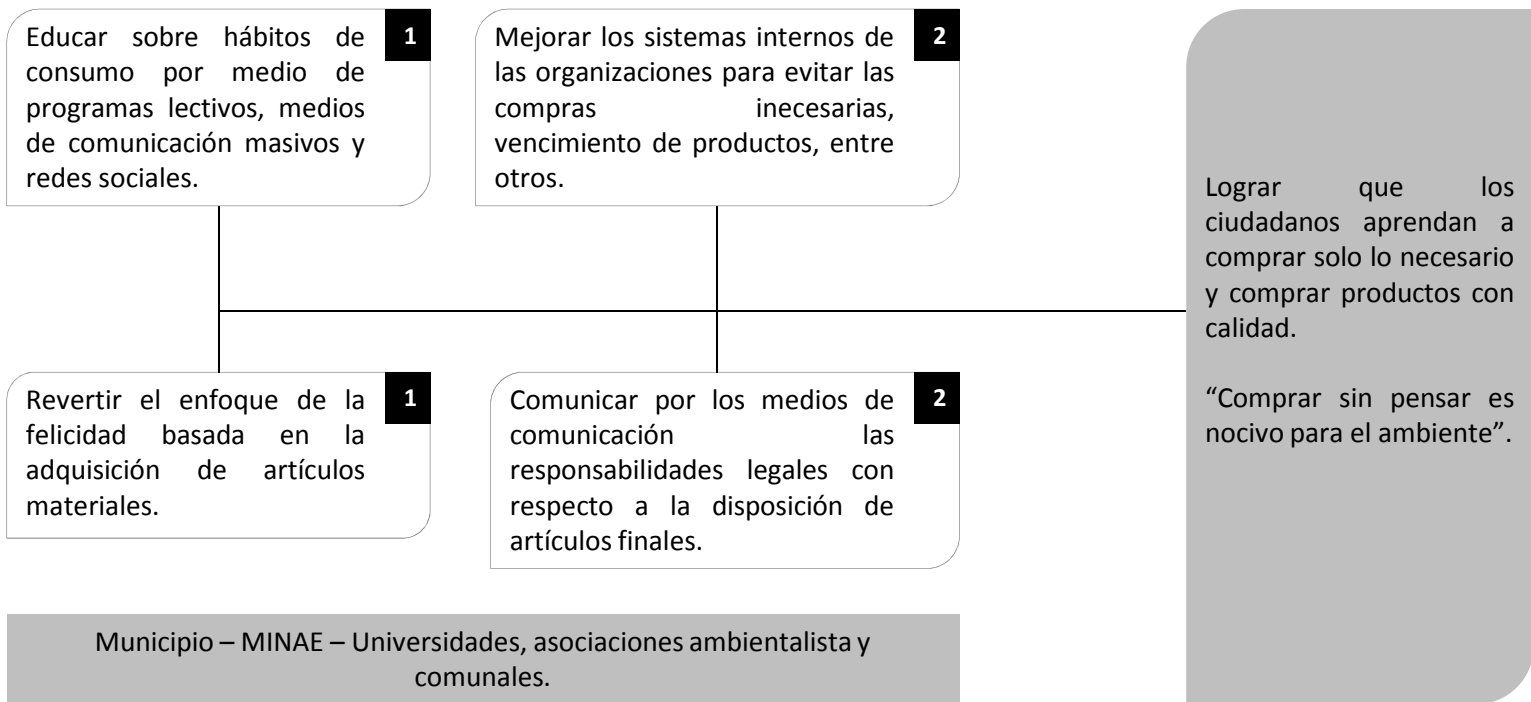 Educar sobre hábitos de
consumo por medio de
programas lectivos, medios
de comunicación masivos y
redes sociales.
1
Mejorar los sistemas internos de
las organizaciones para evitar las
compras inecesarias,
vencimiento de productos, entre
otros.
2
Revertir el enfoque de la
felicidad basada en la
adquisición de artículos
materiales.
1
Comunicar por los medios de
comunicación las
responsabilidades legales con
respecto a la disposición de
artículos finales.
2
Lograr que los
ciudadanos aprendan a
comprar solo lo necesario
y comprar productos con
calidad.
“Comprar sin pensar es
nocivo para el ambiente”.
Municipio – MINAE – Universidades, asociaciones ambientalista y
comunales.